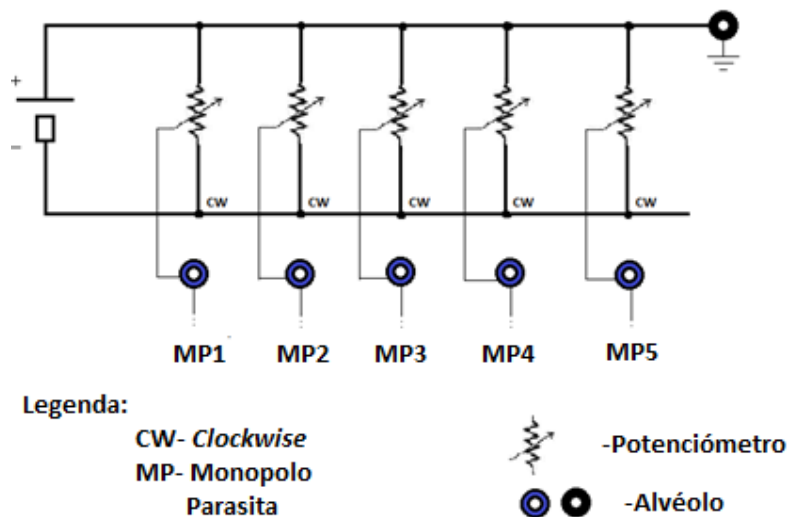 +
−
CW CW CW CW CW
MP1 MP2 MP3 MP4 MP5
Legenda:
CW- Clockwise
MP- Monopolo
Parasita
-Potenciómetro
-Alvéolo